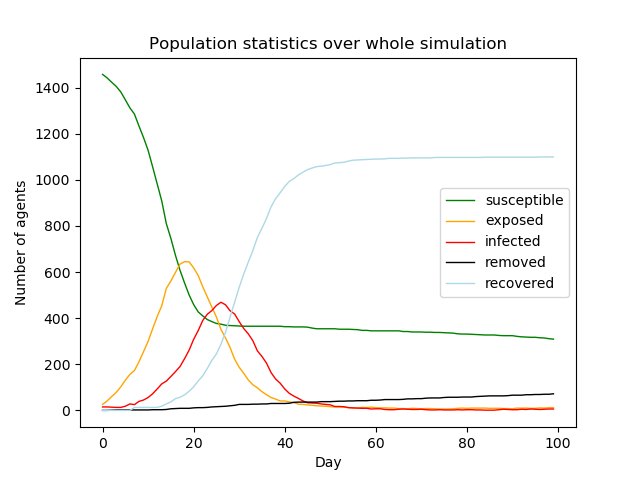 Population statistics over whole simulation
Number of agents
1400
1200
1000
800
600
400
200
0
susceptible
exposed
infected
removed
recovered
0 20 40 60 80 100
Day